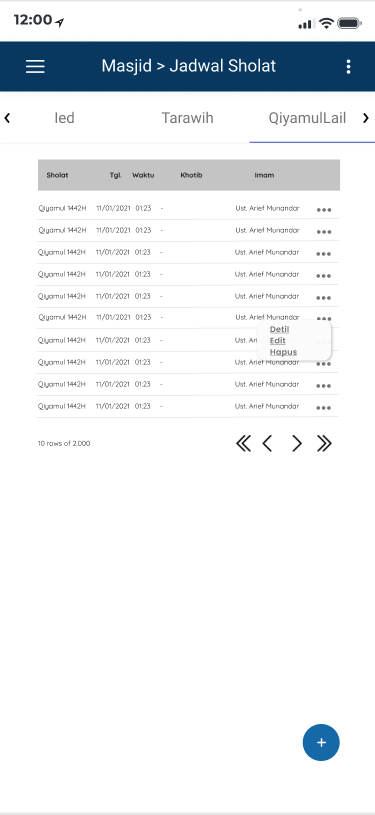 12:00
Masjid > Jadwal Sholat
Ied Tarawih QiyamulLail
Sholat Tgl. Waktu Khotib Imam
Qiyamul 1442H 11/01/2021 01:23 - Ust. Arief Munandar
Qiyamul 1442H 11/01/2021 01:23 - Ust. Arief Munandar
Qiyamul 1442H 11/01/2021 01:23 - Ust. Arief Munandar
Qiyamul 1442H 11/01/2021 01:23 - Ust. Arief Munandar
Qiyamul 1442H 11/01/2021 01:23 - Ust. Arief Munandar
Qiyamul 1442H 11/01/2021 01:23 - Ust. Arief Munandar
Detil
Qiyamul 1442H 11/01/2021 01:23 - Ust. Ari
Edit
Hapus
Qiyamul 1442H 11/01/2021 01:23 - Ust. Arief Munandar
Qiyamul 1442H 11/01/2021 01:23 - Ust. Arief Munandar
Qiyamul 1442H 11/01/2021 01:23 - Ust. Arief Munandar
10 rows of 2.000
+